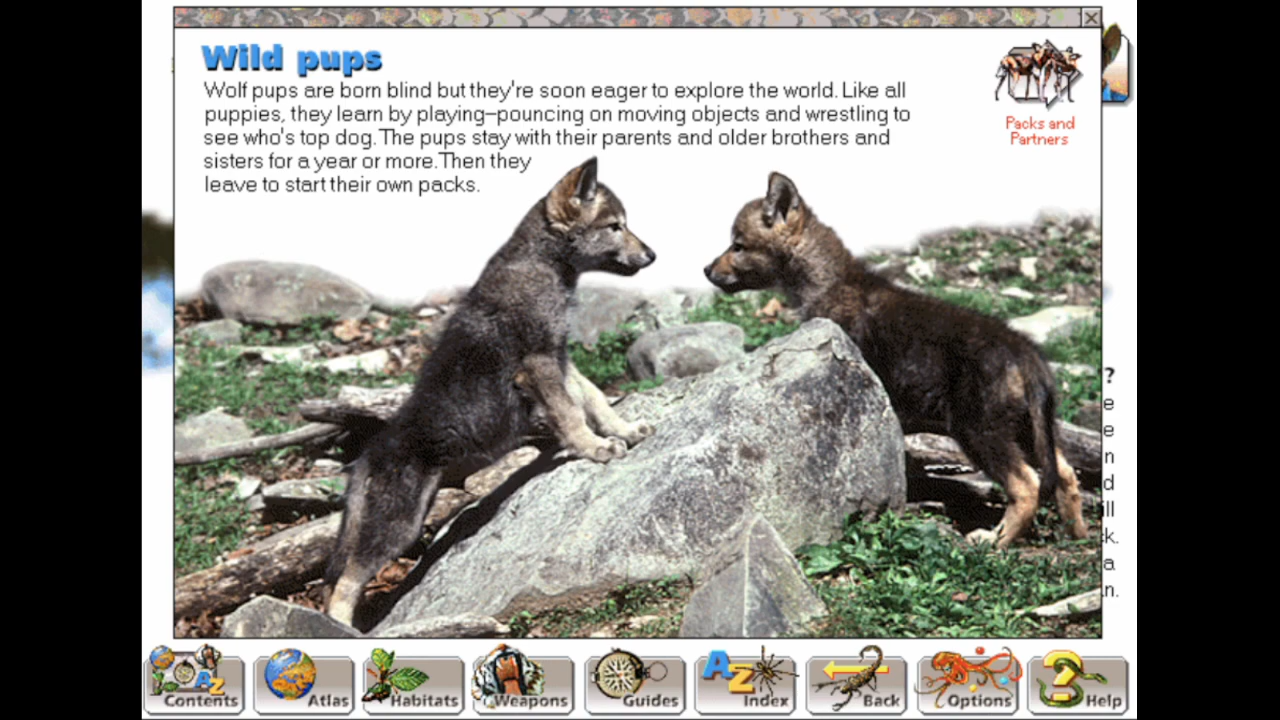 Wild pups
Wolf pups are born blind but they're soon eager to explore the world. Like all
puppies, they learn by playing–pouncing on moving objects and wrestling to
see who's top dog. The pups stay with their parents and older brothers and
sisters for a year or more. Then they
leave to start their own packs.
Packs and
Partners
?
e
e
n
d
ill
k.
a
n.
Contents
Atlas
Habitats
Weapons
Guides
AZ
Index
Back
Options
Help